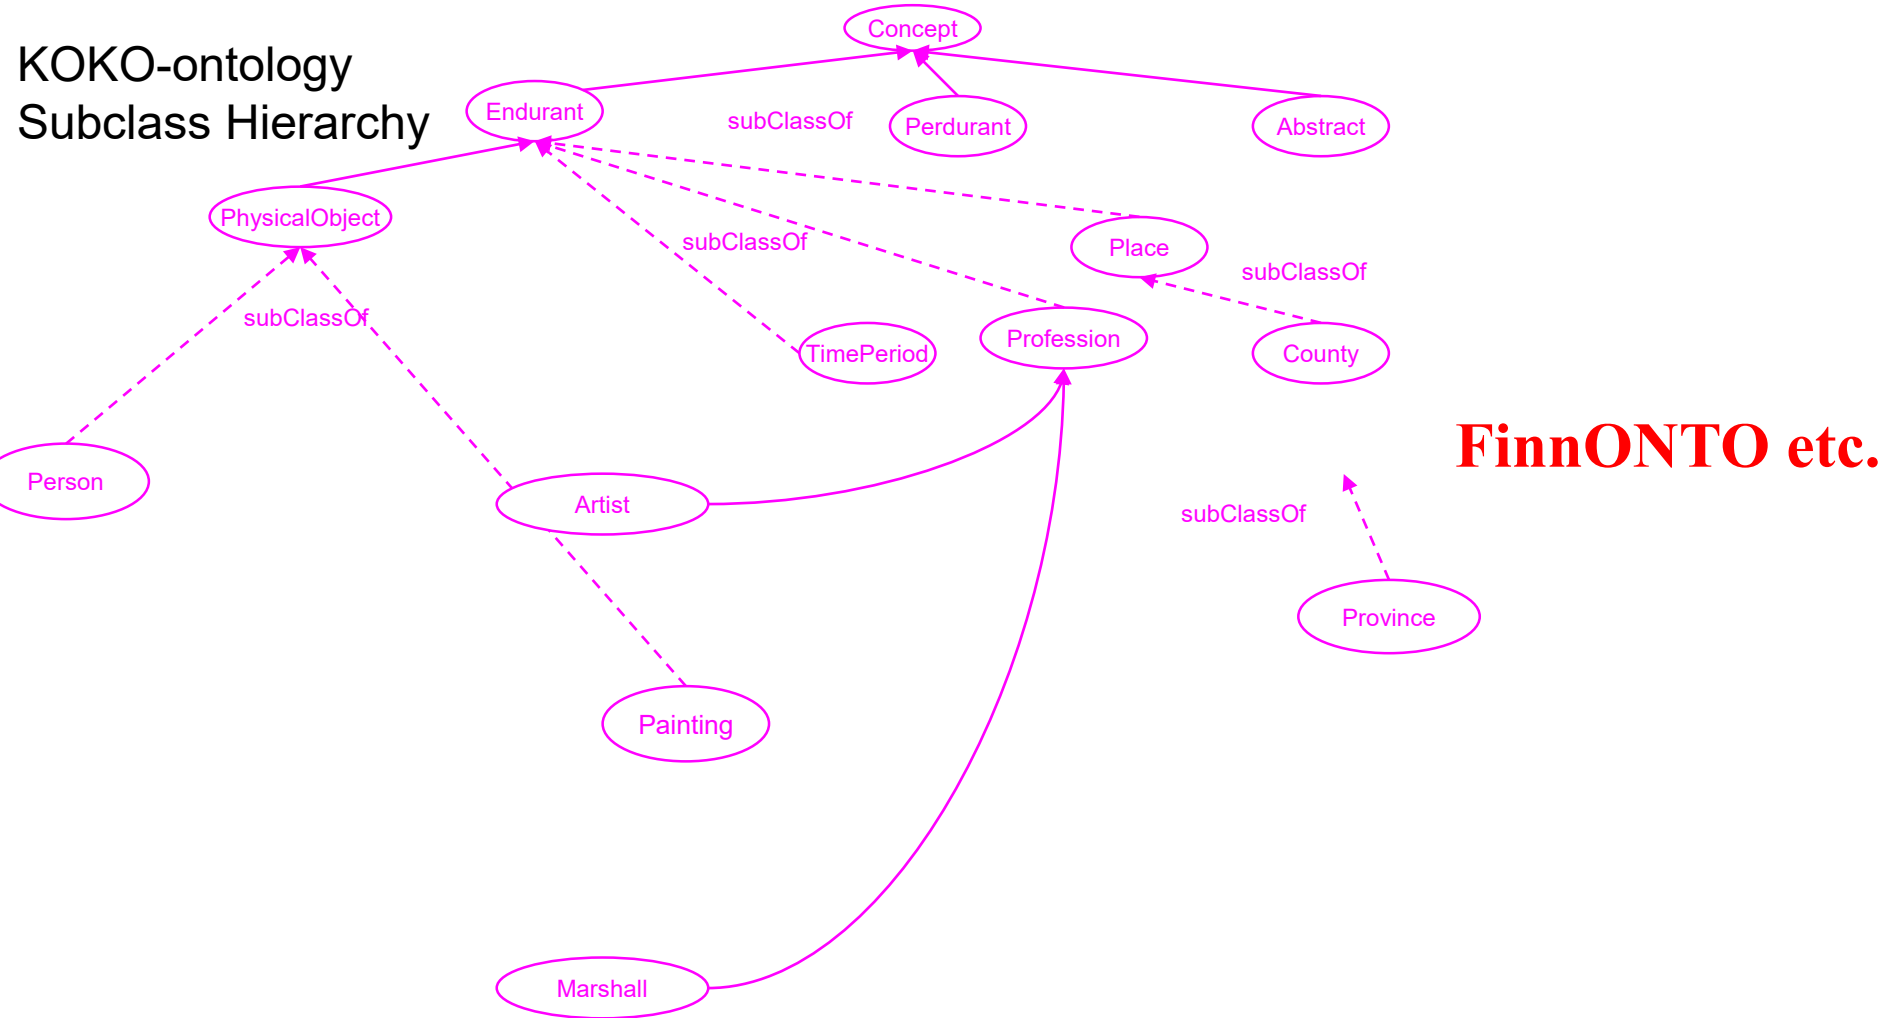 Concept
KOKO-ontology
Subclass Hierarchy
Endurant
subClassOf
Perdurant
Abstract
PhysicalObject
subClassOf
Place
subClassOf
subClassOf
TimePeriod
Profession
County
FinnONTO etc.
Person
Artist
subClassOf
Province
Painting
Marshall